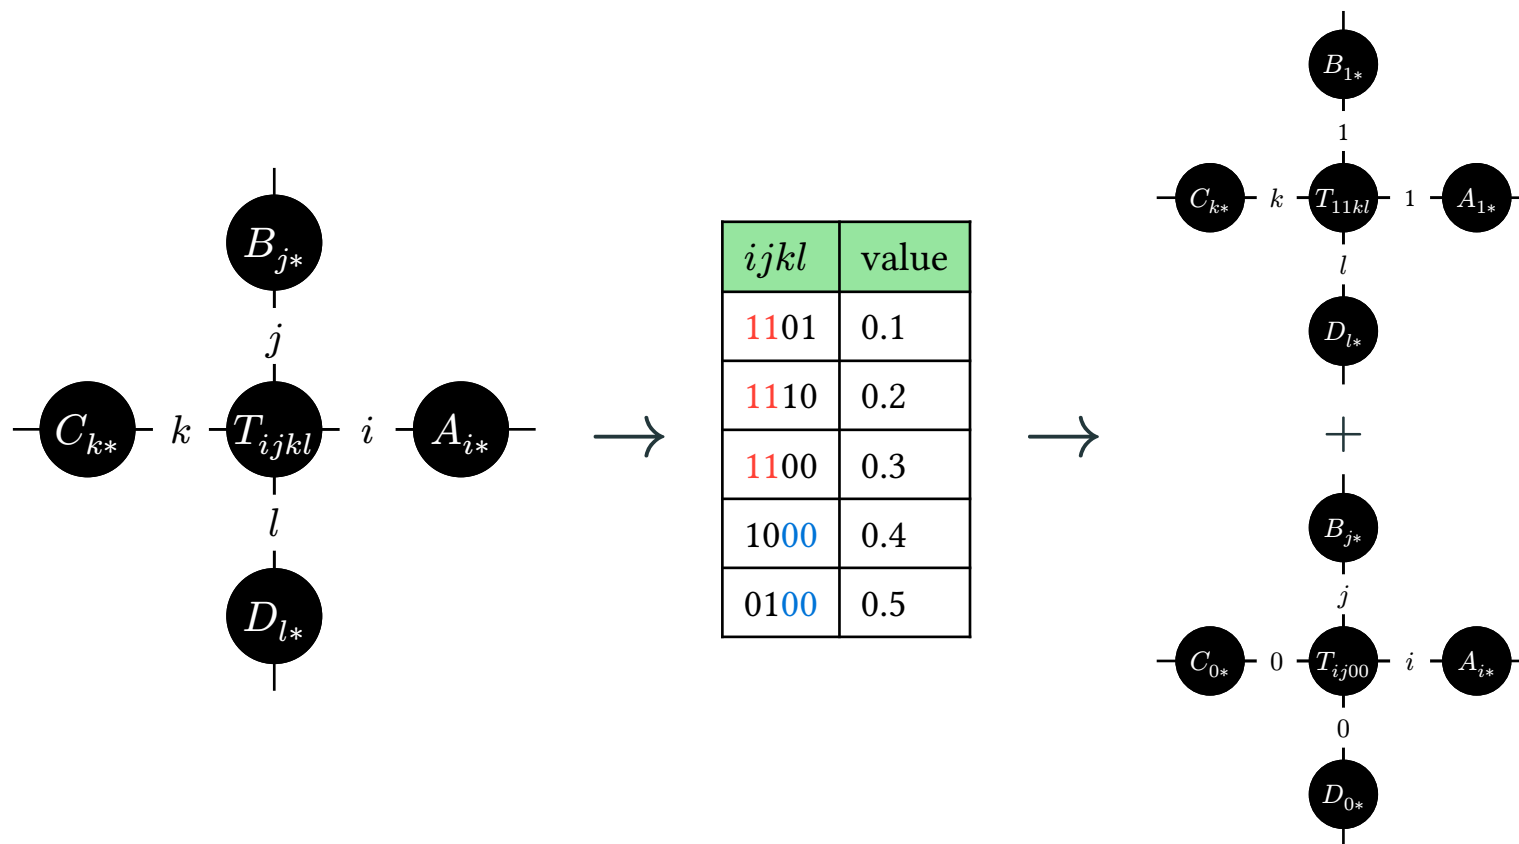 B_{j*}
j
C_{k*} k T_{ijkl} i A_{i*}
l
D_{l*}
→
ijkl value
1101 0.1
1110 0.2
1100 0.3
1000 0.4
0100 0.5
→
B_{1*}
1
C_{k*} k T_{11kl} 1 A_{1*}
l
D_{l*}
+
B_{j*}
j
C_{0*} 0 T_{ij00} i A_{i*}
0
D_{0*}